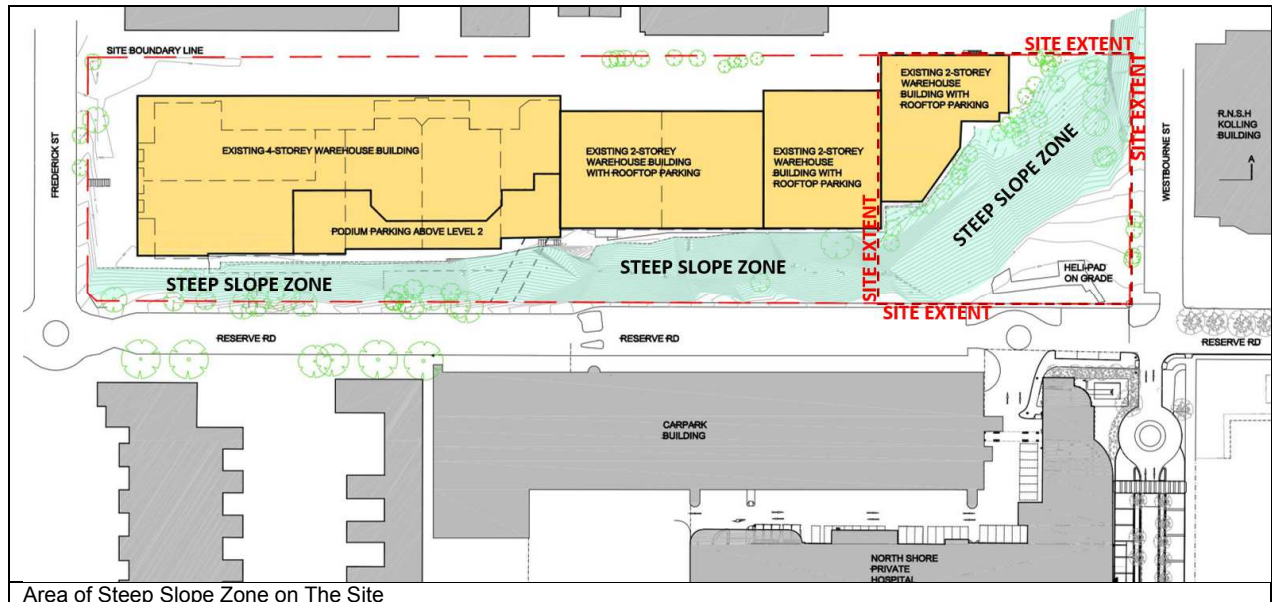 SITE BOUNDARY LINE
SITE EXTENT
EXISTING 2-STOREY
WAREHOUSE
BUILDING WITH
ROOFTOP PARKING
SITE EXTENT
R.N.S.H
KOLLING
BUILDING
A
FREDERICK ST
EXISTING 4-STOREY WAREHOUSE BUILDING
EXISTING 2-STOREY
WAREHOUSE BUILDING
WITH ROOFTOP PARKING
EXISTING 2-STOREY
WAREHOUSE
BUILDING WITH
ROOFTOP PARKING
WESTBOURNE ST
STEEP SLOPE ZONE
PODIUM PARKING ABOVE LEVEL 2
SITE EXTENT
STEEP SLOPE ZONE
STEEP SLOPE ZONE
HELI-PAD
ON GRADE
SITE EXTENT
RESERVE RD
RESERVE RD
RESERVE RD
CARPARK
BUILDING
NORTH SHORE
PRIVATE
HOSPITAL
Area of Steep Slope Zone on The Site